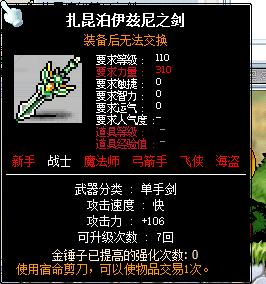 扎昆泊伊兹尼之剑
装备后无法交换
要求等级： 110
要求力量： 310
要求敏捷： 0
要求智力： 0
要求运气： 0
要求人气度： -
道具等级： -
道具经验值： -
新手 战士 魔法师 弓箭手 飞侠 海盗
武器分类 : 单手剑
攻击速度 : 快
攻击力 : +106
可升级次数 : 7回
金锤子已提高的强化次数: 0
使用宿命剪刀，可以使物品交易1次。